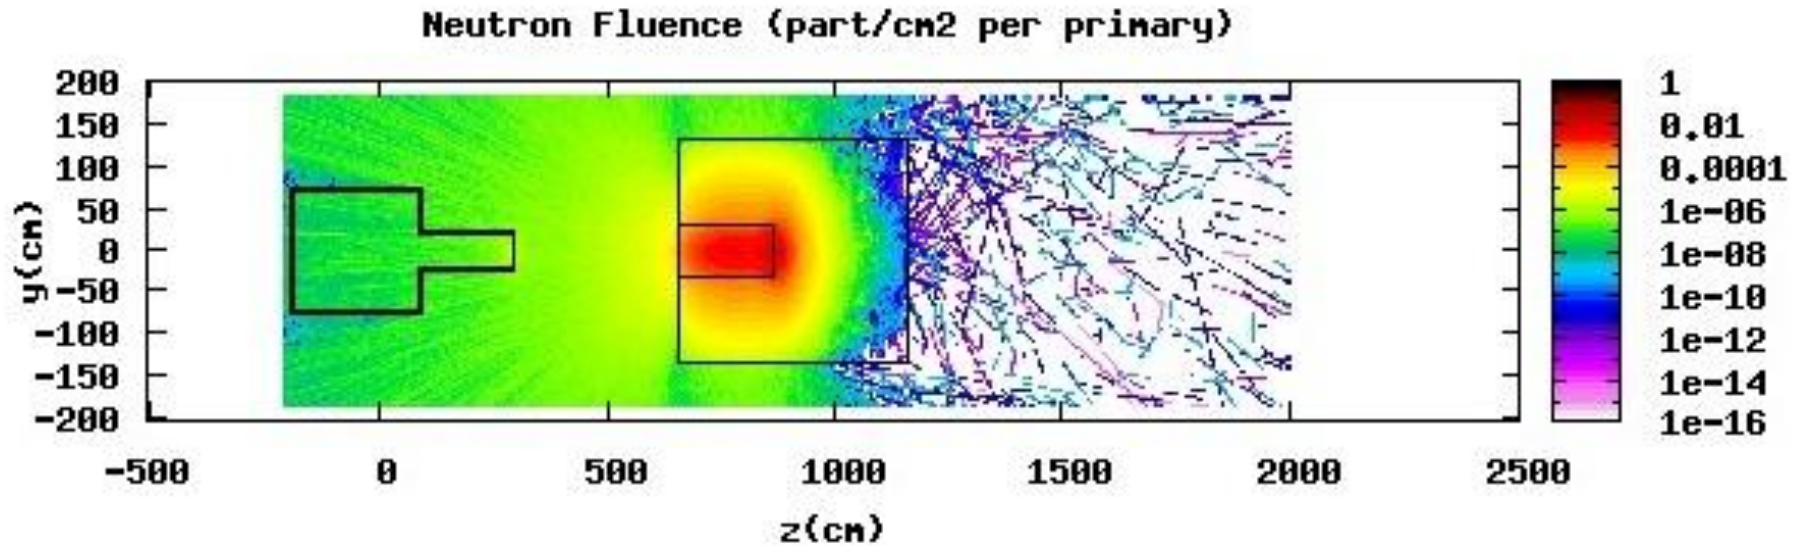 Neutron Fluence (part/cm2 per primary)
200
150
100
50
0
-50
-100
-150
-200
y(cm)
-500 0 500 1000 1500 2000 2500
z(cm)
1
0.01
0.0001
1e-06
1e-08
1e-10
1e-12
1e-14
1e-16